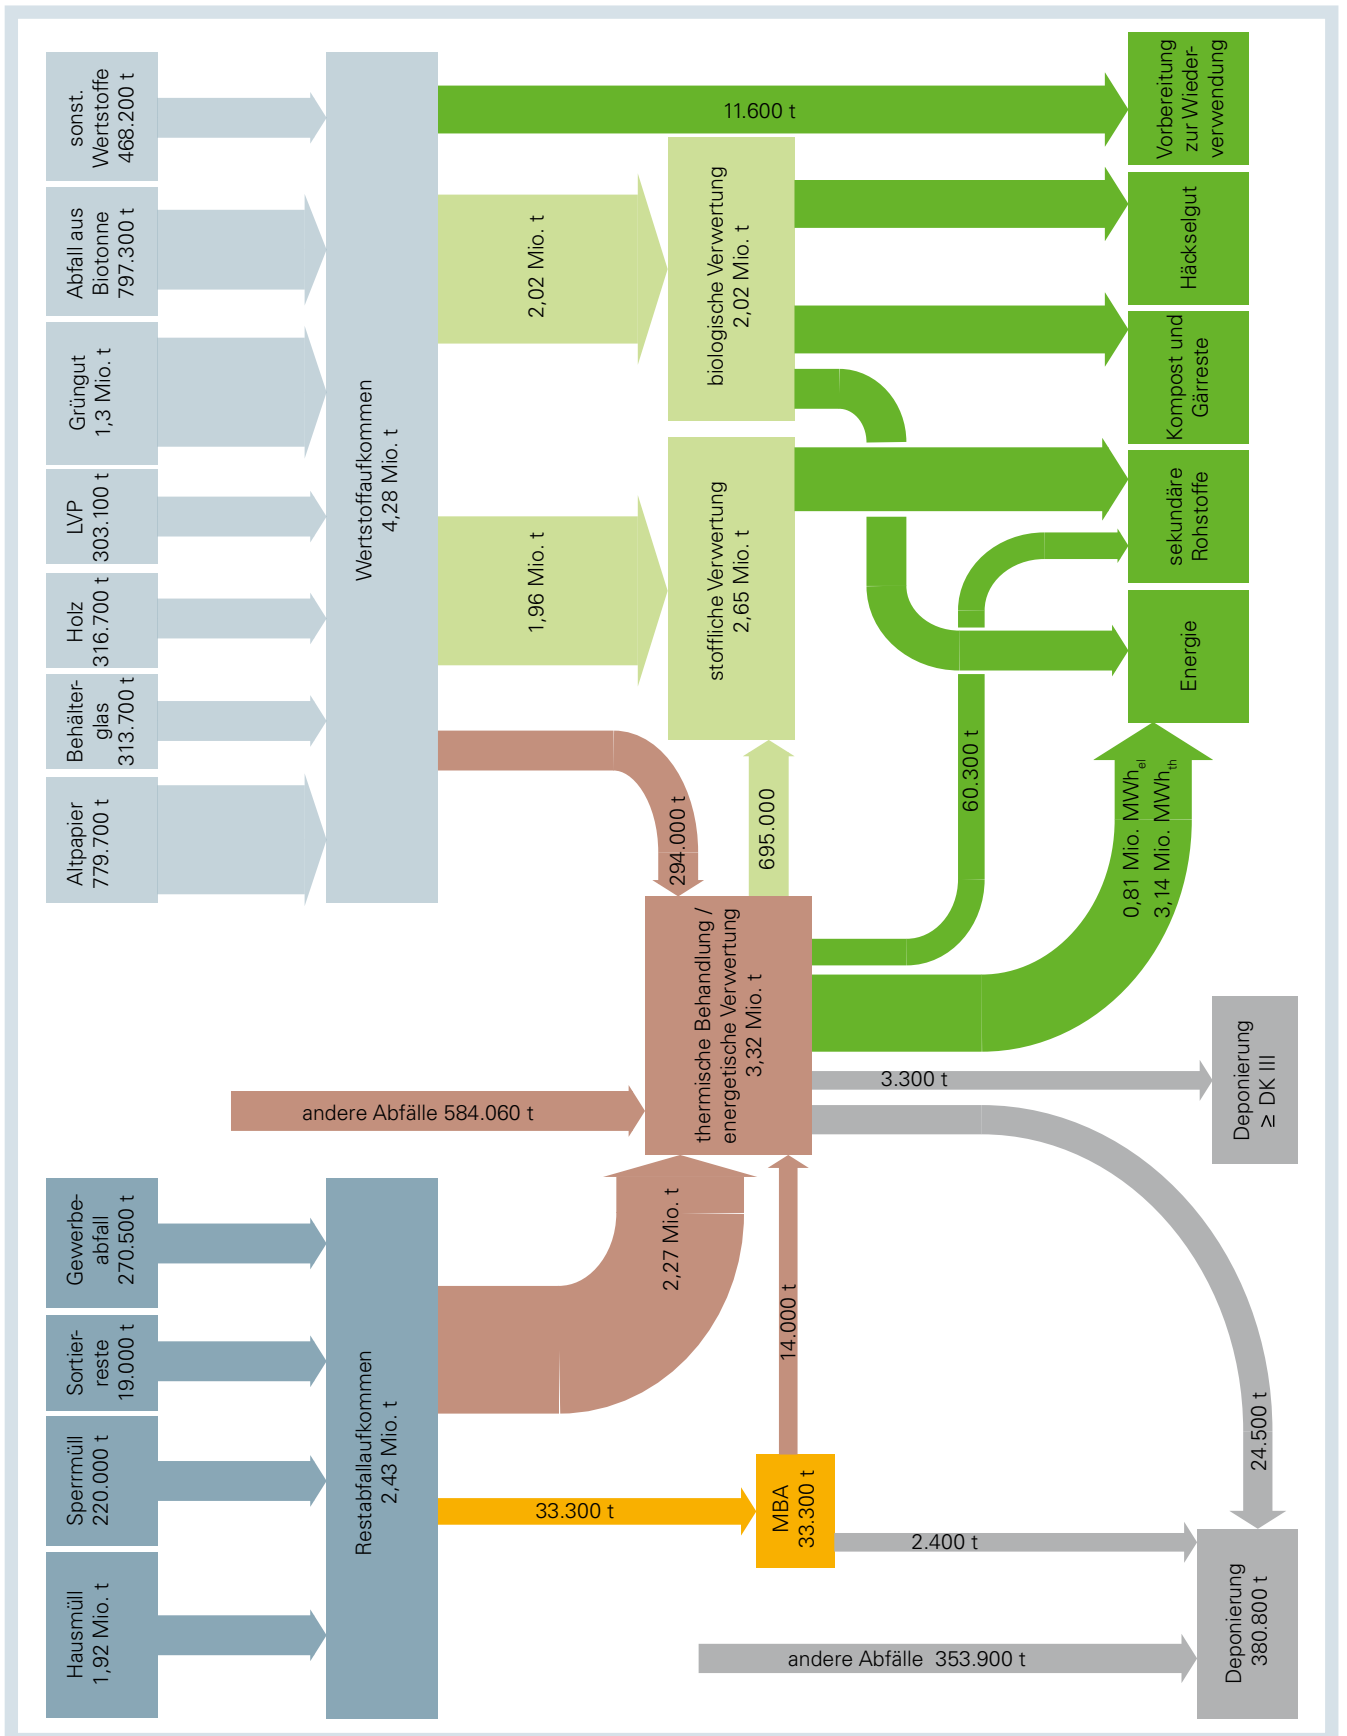 Hausmüll
1,92 Mio. t
Sperrmüll
220.000 t
Sortier-
reste
19.000 t
Gewerbe-
abfall
270.500 t
Altpapier
779.700 t
Behälter-
glas
313.700 t
Holz
316.700 t
LVP
303.100 t
Grüngut
1,3 Mio. t
Abfall aus
Biotonne
797.300 t
sonst.
Wertstoffe
468.200 t
andere Abfälle 584.060 t
Restabfallaufkommen
2,43 Mio. t
Wertstoffaufkommen
4,28 Mio. t
33.300 t
2,27 Mio. t
294.000 t
1,96 Mio. t
2,02 Mio. t
11.600 t
MBA
33.300 t
14.000 t
thermische Behandlung /
energetische Verwertung
3,32 Mio. t
695.000
stoffliche Verwertung
2,65 Mio. t
biologische Verwertung
2,02 Mio. t
andere Abfälle 353.900 t
2.400 t
24.500 t
3.300 t
60.300 t
0,81 Mio. MWhel
3,14 Mio. MWhth
Deponierung
380.800 t
Deponierung
≥ DK III
Energie
sekundäre
Rohstoffe
Kompost und
Gärreste
Häckselgut
Vorbereitung
zur Wieder-
verwendung